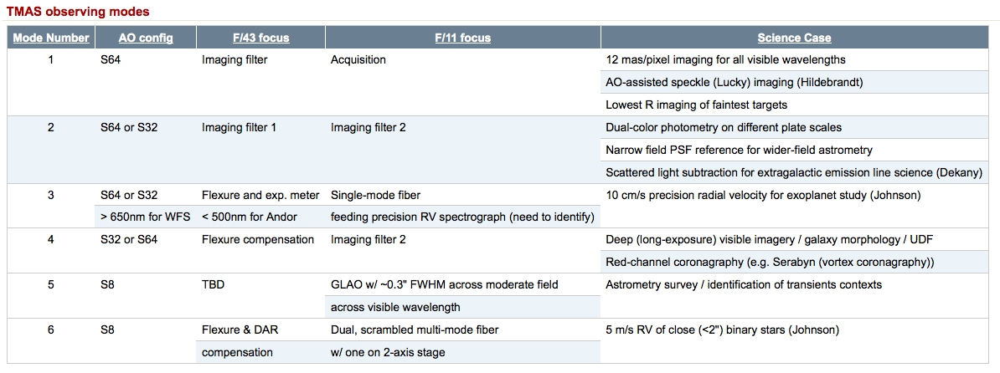 TMAS observing modes
Mode Number AO config F/43 focus F/11 focus Science Case
1 S64 Imaging filter Acquisition 12 mas/pixel imaging for all visible wavelengths
AO-assisted speckle (Lucky) imaging (Hildebrandt)
Lowest R imaging of faintest targets
2 S64 or S32 Imaging filter 1 Imaging filter 2 Dual-color photometry on different plate scales
Narrow field PSF reference for wider-field astrometry
Scattered light subtraction for extragalactic emission line science (Dekany)
3 S64 or S32 Flexure and exp. meter Single-mode fiber 10 cm/s precision radial velocity for exoplanet study (Johnson)
> 650nm for WFS < 500nm for Andor feeding precision RV spectrograph (need to identify)
4 S32 or S64 Flexure compensation Imaging filter 2 Deep (long-exposure) visible imagery / galaxy morphology / UDF
Red-channel coronagraphy (e.g. Serabyn (vortex coronagraphy))
5 S8 TBD GLAO w/ ~0.3" FWHM across moderate field Astrometry survey / identification of transients contexts
across visible wavelength
6 S8 Flexure & DAR Dual, scrambled multi-mode fiber 5 m/s RV of close (<2") binary stars (Johnson)
compensation w/ one on 2-axis stage